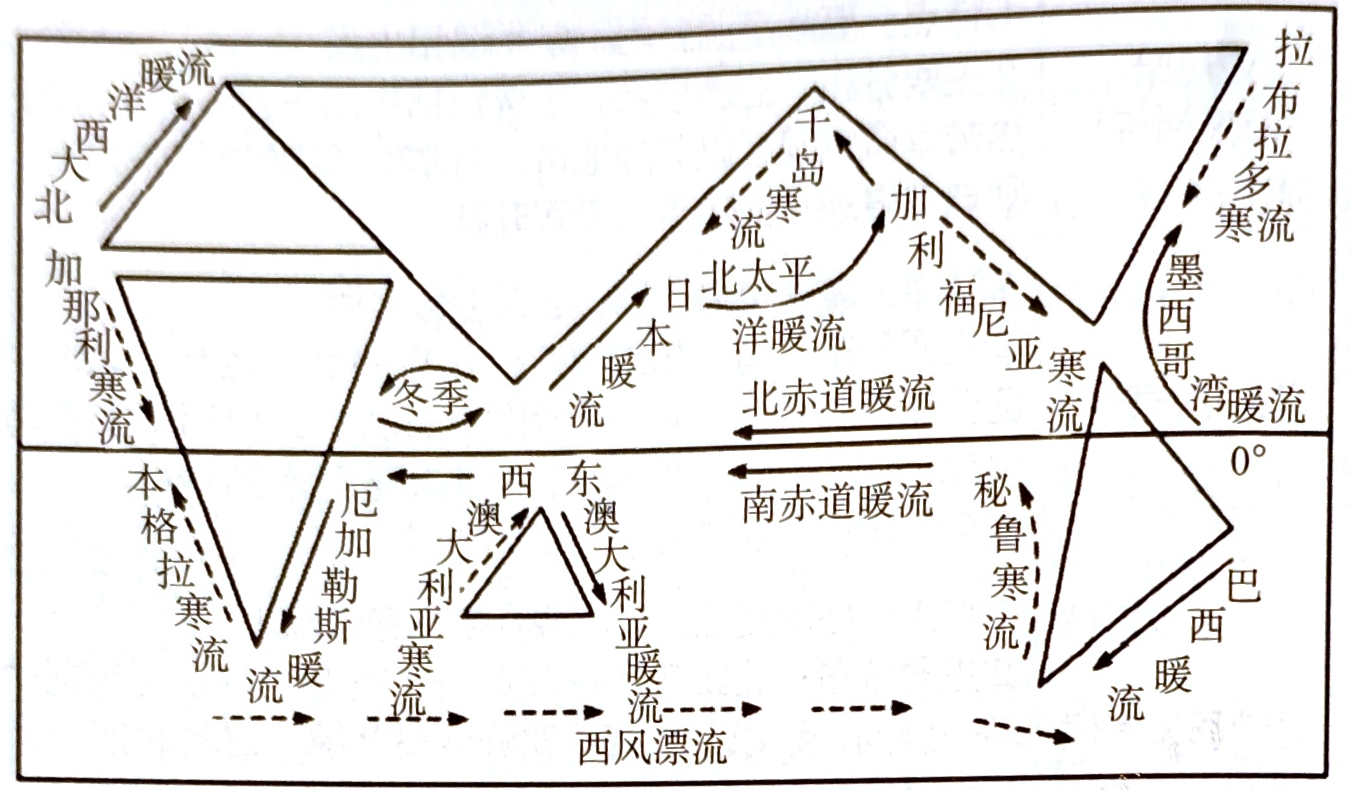 北大西洋暖流
加那利寒流
本格拉寒流
厄加勒斯暖流
冬季
西澳大利亚寒流
东澳大利亚暖流
千岛寒流
日本暖流
北太平
洋暖流
加利福尼亚寒流
北赤道暖流
南赤道暖流
拉布拉多寒流
墨西哥湾暖流
0°
秘鲁寒流
巴西暖流
西风漂流